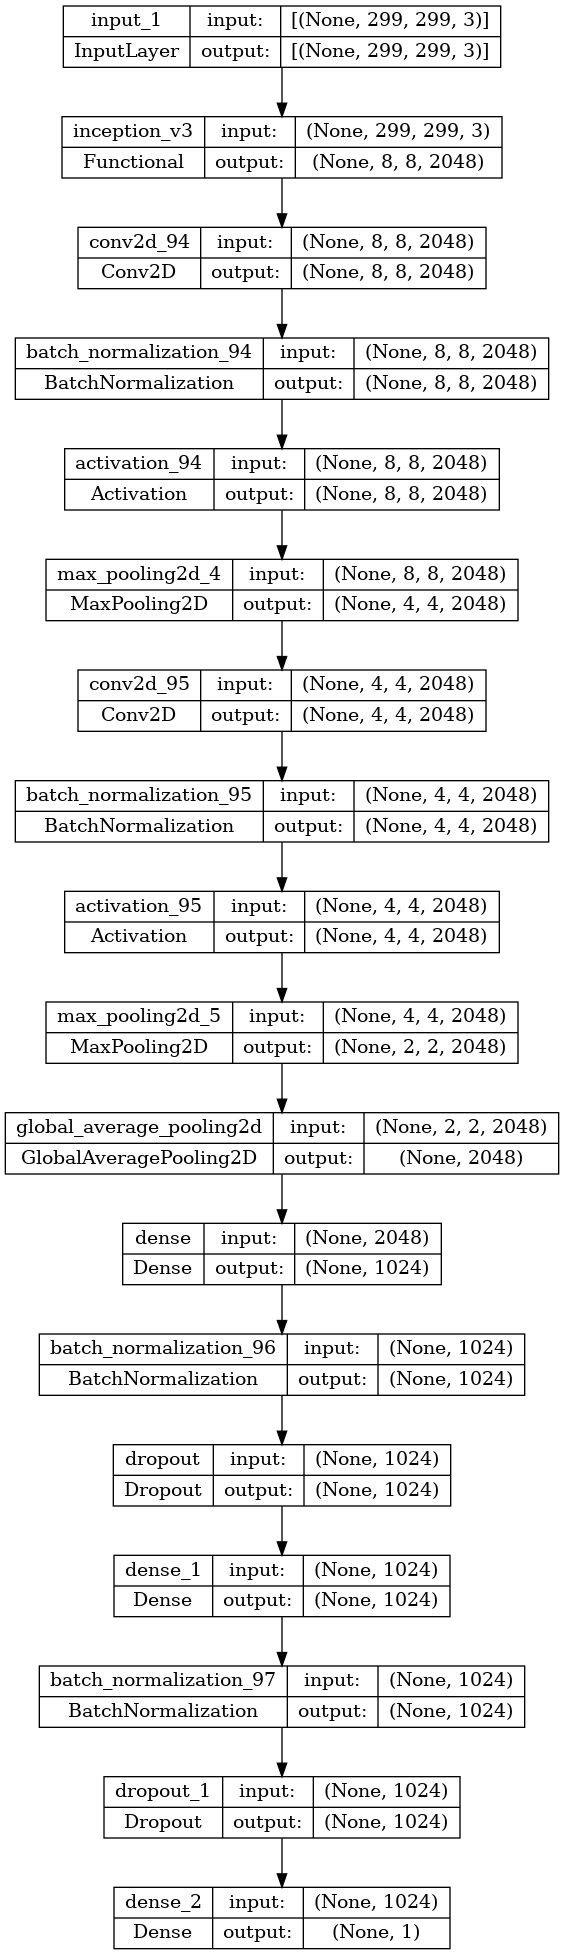 input_1 input: [(None, 299, 299, 3)]
InputLayer output: [(None, 299, 299, 3)]
inception_v3 input: (None, 299, 299, 3)
Functional output: (None, 8, 8, 2048)
conv2d_94 input: (None, 8, 8, 2048)
Conv2D output: (None, 8, 8, 2048)
batch_normalization_94 input: (None, 8, 8, 2048)
BatchNormalization output: (None, 8, 8, 2048)
activation_94 input: (None, 8, 8, 2048)
Activation output: (None, 8, 8, 2048)
max_pooling2d_4 input: (None, 8, 8, 2048)
MaxPooling2D output: (None, 4, 4, 2048)
conv2d_95 input: (None, 4, 4, 2048)
Conv2D output: (None, 4, 4, 2048)
batch_normalization_95 input: (None, 4, 4, 2048)
BatchNormalization output: (None, 4, 4, 2048)
activation_95 input: (None, 4, 4, 2048)
Activation output: (None, 4, 4, 2048)
max_pooling2d_5 input: (None, 4, 4, 2048)
MaxPooling2D output: (None, 2, 2, 2048)
global_average_pooling2d input: (None, 2, 2, 2048)
GlobalAveragePooling2D output: (None, 2048)
dense input: (None, 2048)
Dense output: (None, 1024)
batch_normalization_96 input: (None, 1024)
BatchNormalization output: (None, 1024)
dropout input: (None, 1024)
Dropout output: (None, 1024)
dense_1 input: (None, 1024)
Dense output: (None, 1024)
batch_normalization_97 input: (None, 1024)
BatchNormalization output: (None, 1024)
dropout_1 input: (None, 1024)
Dropout output: (None, 1024)
dense_2 input: (None, 1024)
Dense output: (None, 1)